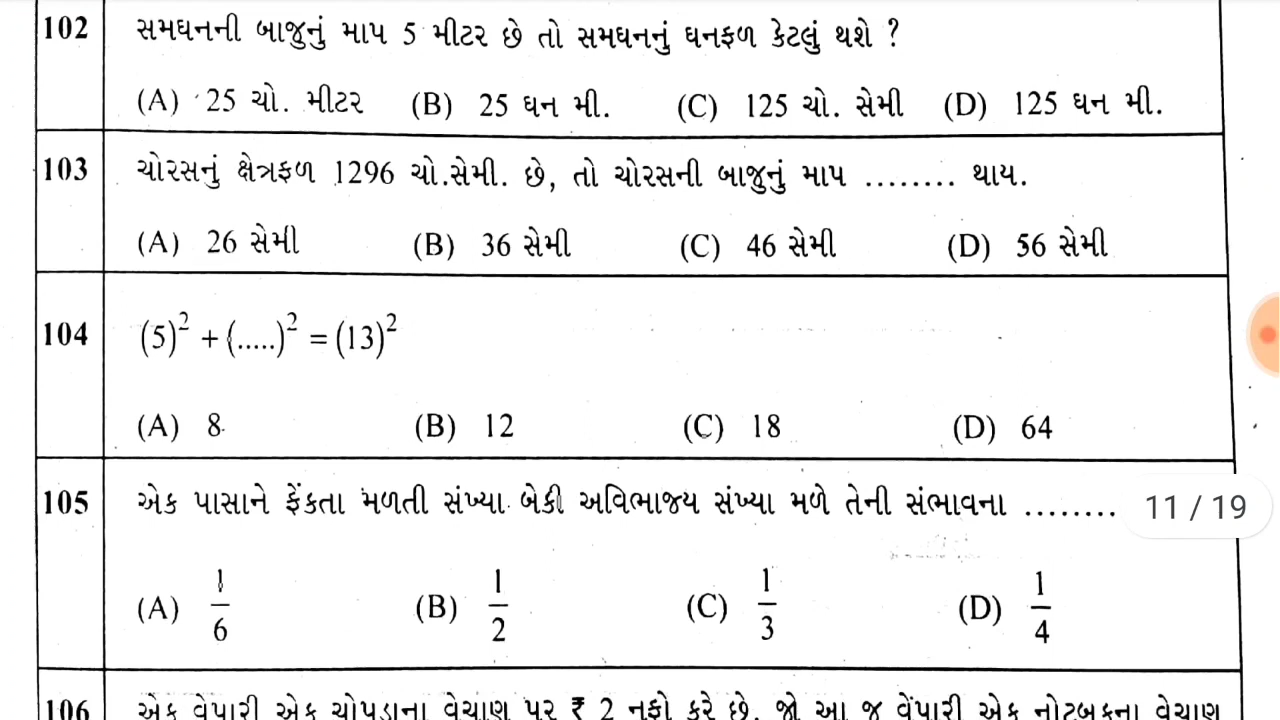 102 સમઘનની બાજુનું માપ 5 મીટર છે તો સમઘનનું ઘનફળ કેટલું થશે ?
(A) 25 ચો. મીટર (B) 25 ઘન મી. (C) 125 ચો. સેમી (D) 125 ઘન મી.
103 ચોરસનું ક્ષેત્રફળ 1296 ચો.સેમી. છે, તો ચોરસની બાજુનું માપ ........ થાય.
(A) 26 સેમી (B) 36 સેમી (C) 46 સેમી (D) 56 સેમી
104 (5)² + (.....)² = (13)²
(A) 8 (B) 12 (C) 18 (D) 64
105 એક પાસાને ફેંકતા મળતી સંખ્યા બેકી અવિભાજ્ય સંખ્યા મળે તેની સંભાવના ........
11 / 19
(A) 1/6 (B) 1/2 (C) 1/3 (D) 1/4
106 એક વેપારી એક ચોપડાના વેચાણ પર ₹ 2 નફો કરે છે. જો આ જ વેપારી એક નોટબુકના વેચાણ